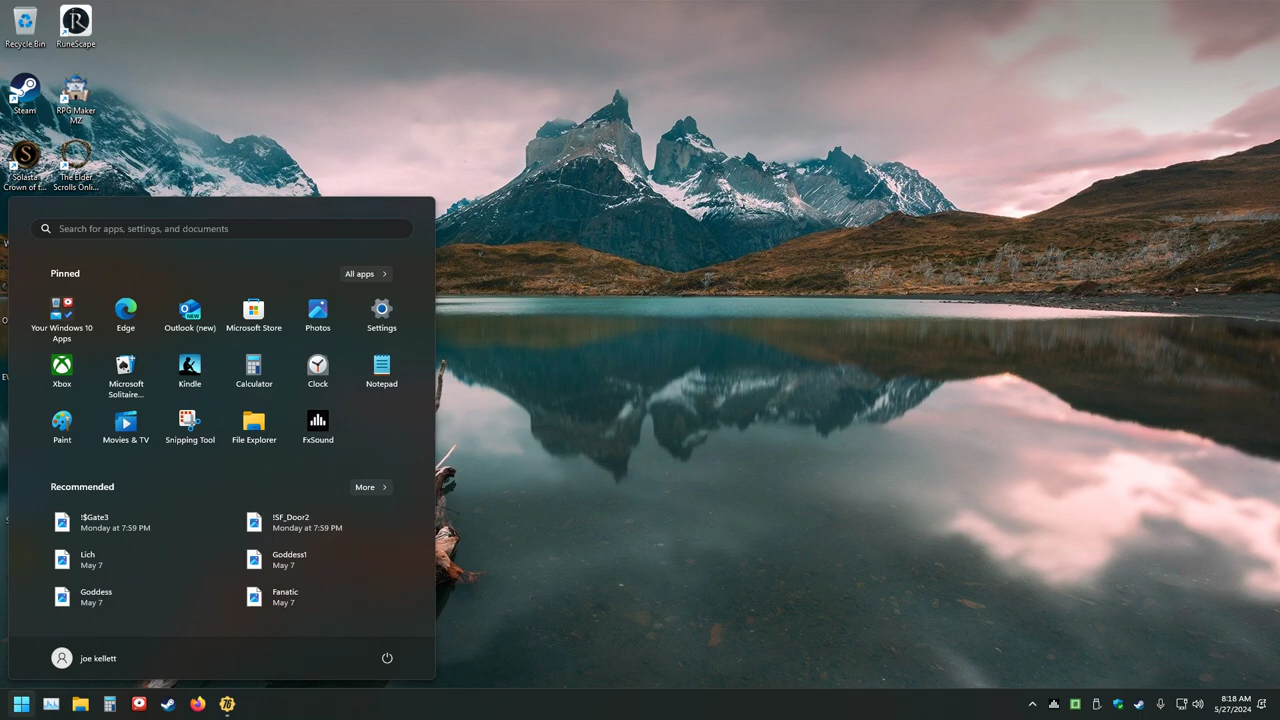 Recycle Bin
RuneScape
Steam
RPG Maker
MZ
Solasta
Crown of t...
The Elder
Scrolls Onli...
Search for apps, settings, and documents
Pinned
All apps
Your Windows 10
Apps
Edge
Outlook (new)
NEW
Microsoft Store
Photos
Settings
Xbox
Microsoft
Solitaire...
Kindle
Calculator
Clock
Notepad
Paint
Movies & TV
Snipping Tool
File Explorer
FxSound
Recommended
More
!$Gate3
Monday at 7:59 PM
!SF_Door2
Monday at 7:59 PM
Lich
May 7
Goddess1
May 7
Goddess
May 7
Fanatic
May 7
joe kellett
76
8:18 AM
5/27/2024